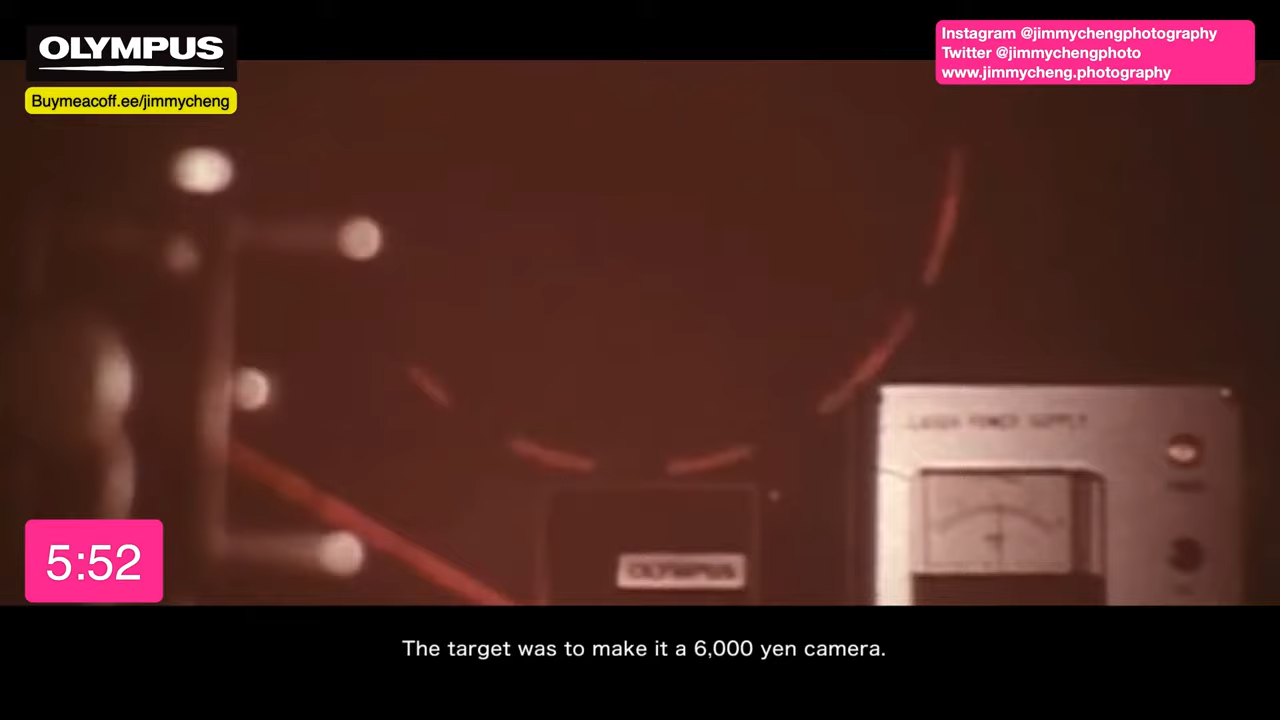 OLYMPUS
Buymeacoff.ee/jimmycheng
Instagram @jimmychengphotography
Twitter @jimmychengphoto
www.jimmycheng.photography
LASER POWER SUPPLY
OLYMPUS
5:52
The target was to make it a 6,000 yen camera.